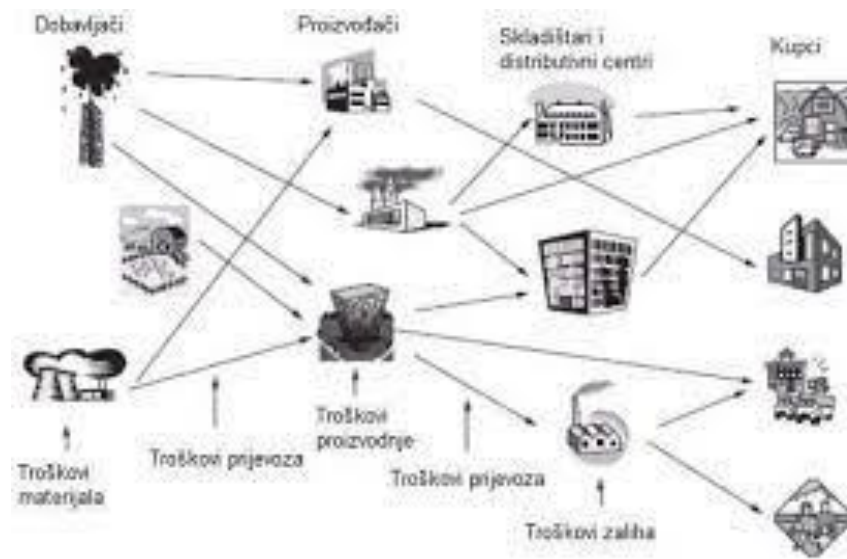 Dobavljači
Proizvođači
Skladištari i
distributivni centri
Kupci
Troškovi
materijala
Troškovi prijevoza
Troškovi
proizvodnje
Troškovi prijevoza
Troškovi zaliha